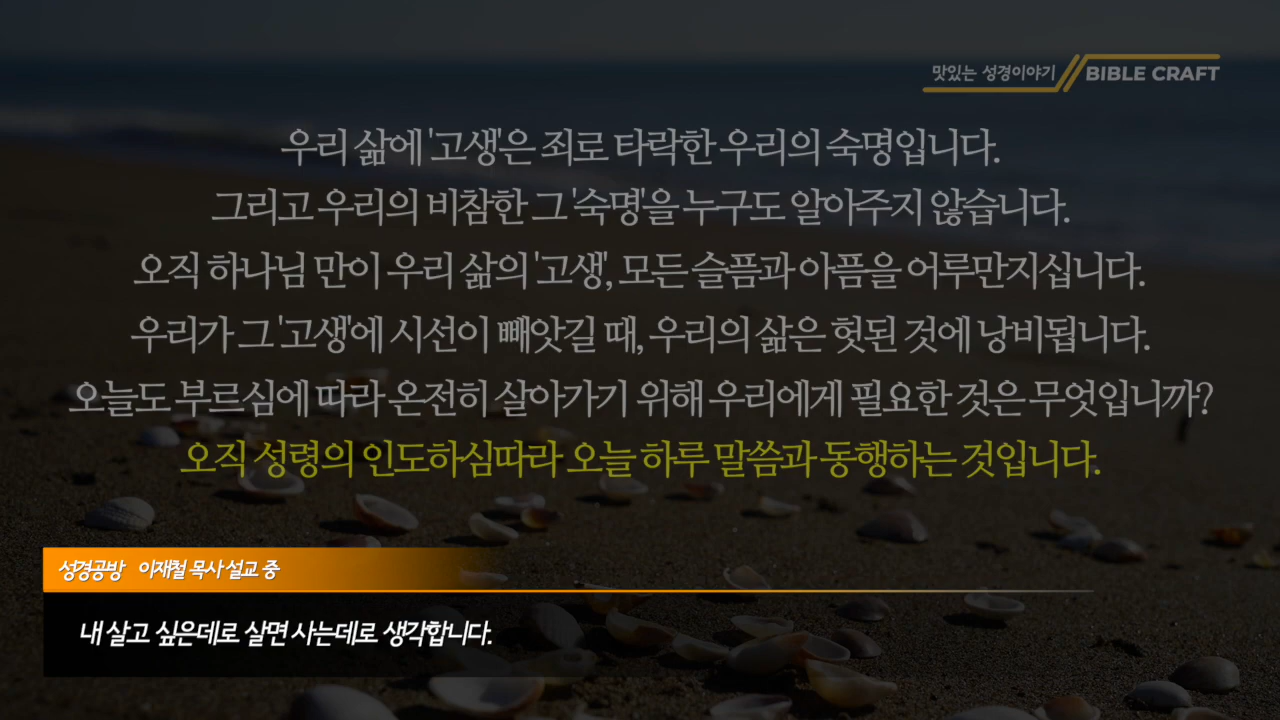 맛있는 성경이야기 BIBLE CRAFT
우리 삶에 '고생'은 죄로 타락한 우리의 숙명입니다.
그리고 우리의 비참한 그 '숙명'을 누구도 알아주지 않습니다.
오직 하나님 만이 우리 삶의 '고생', 모든 슬픔과 아픔을 어루만지십니다.
우리가 그 '고생'에 시선이 빼앗길 때, 우리의 삶은 헛된 것에 낭비됩니다.
오늘도 부르심에 따라 온전히 살아가기 위해 우리에게 필요한 것은 무엇입니까?
오직 성령의 인도하심따라 오늘 하루 말씀과 동행하는 것입니다.
성경공방 이재철 목사 설교 중
내 살고 싶은데로 살면 사는데로 생각합니다.